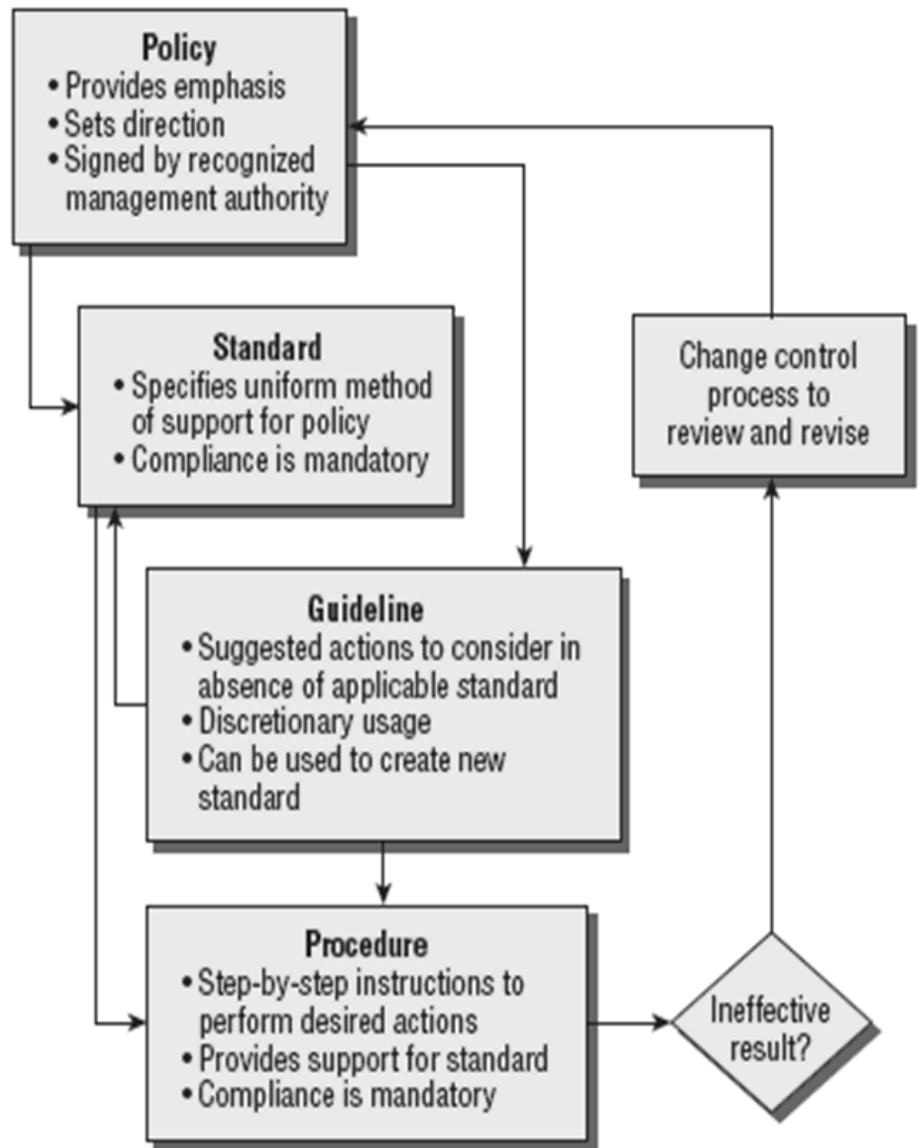 Policy
• Provides emphasis
• Sets direction
• Signed by recognized
management authority
Standard
• Specifies uniform method
of support for policy
• Compliance is mandatory
Change control
process to
review and revise
Guideline
• Suggested actions to consider in
absence of applicable standard
• Discretionary usage
• Can be used to create new
standard
Procedure
• Step-by-step instructions to
perform desired actions
• Provides support for standard
• Compliance is mandatory
Ineffective
result?